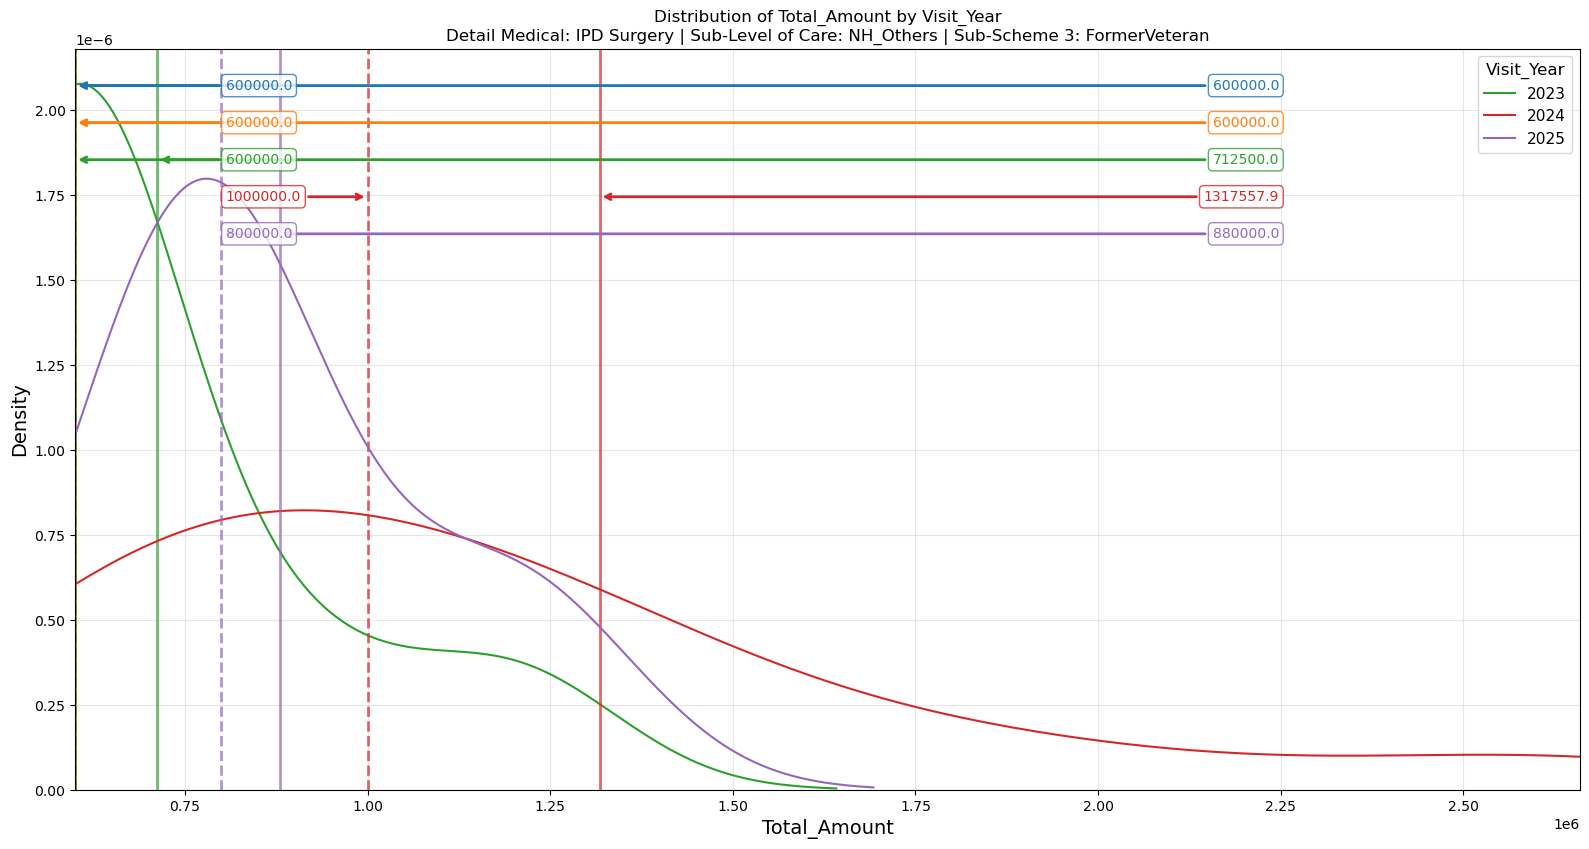 Distribution of Total_Amount by Visit_Year
Detail Medical: IPD Surgery | Sub-Level of Care: NH_Others | Sub-Scheme 3: FormerVeteran
1e−6
Visit_Year
2023
2024
2025
600000.0 600000.0
600000.0 600000.0
600000.0 712500.0
1000000.0 1317557.9
800000.0 880000.0
2.00
1.75
1.50
1.25
1.00
0.75
0.50
0.25
0.00
Density
0.75 1.00 1.25 1.50 1.75 2.00 2.25 2.50
1e6
Total_Amount